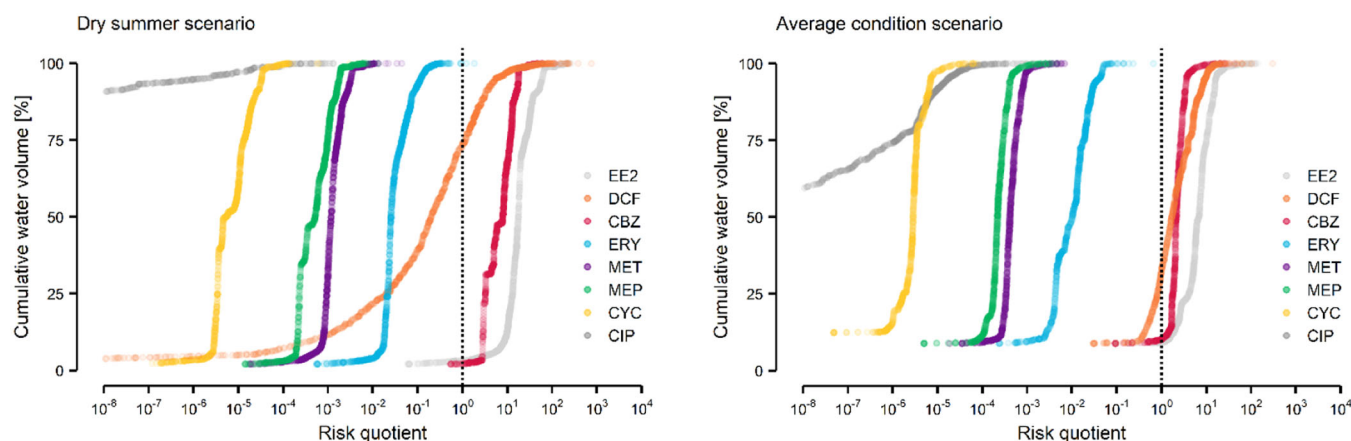 Dry summer scenario
Cumulative water volume [%]
100
75
50
25
0
10⁻⁸ 10⁻⁷ 10⁻⁶ 10⁻⁵ 10⁻⁴ 10⁻³ 10⁻² 10⁻¹ 10⁰ 10¹ 10² 10³ 10⁴
Risk quotient
EE2
DCF
CBZ
ERY
MET
MEP
CYC
CIP
Average condition scenario
Cumulative water volume [%]
100
75
50
25
0
10⁻⁸ 10⁻⁷ 10⁻⁶ 10⁻⁵ 10⁻⁴ 10⁻³ 10⁻² 10⁻¹ 10⁰ 10¹ 10² 10³ 10⁴
Risk quotient
EE2
DCF
CBZ
ERY
MET
MEP
CYC
CIP